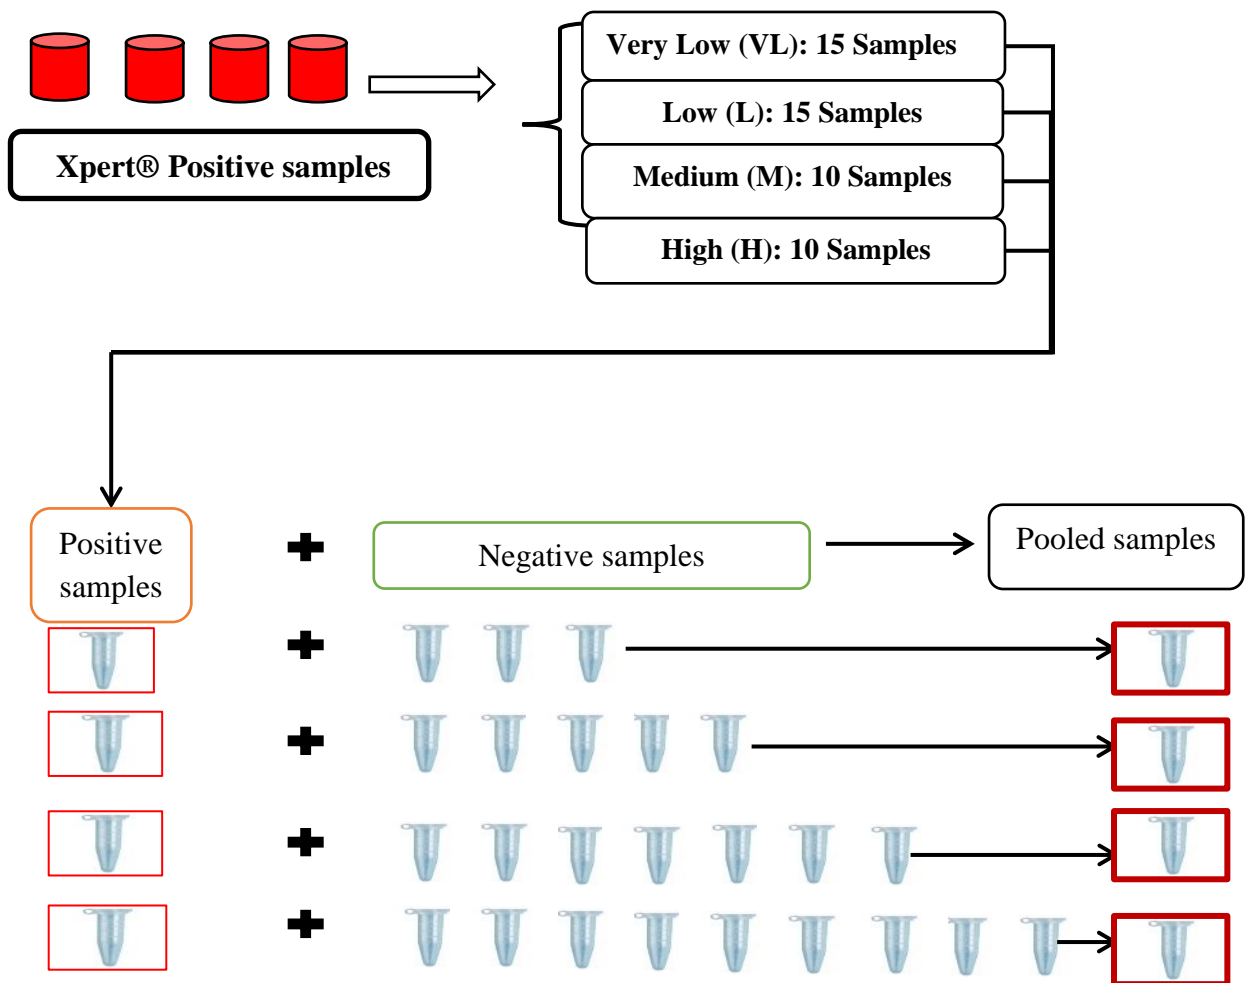 Very Low (VL): 15 Samples
Low (L): 15 Samples
Xpert® Positive samples
Medium (M): 10 Samples
High (H): 10 Samples
Positive
samples
Negative samples
Pooled samples